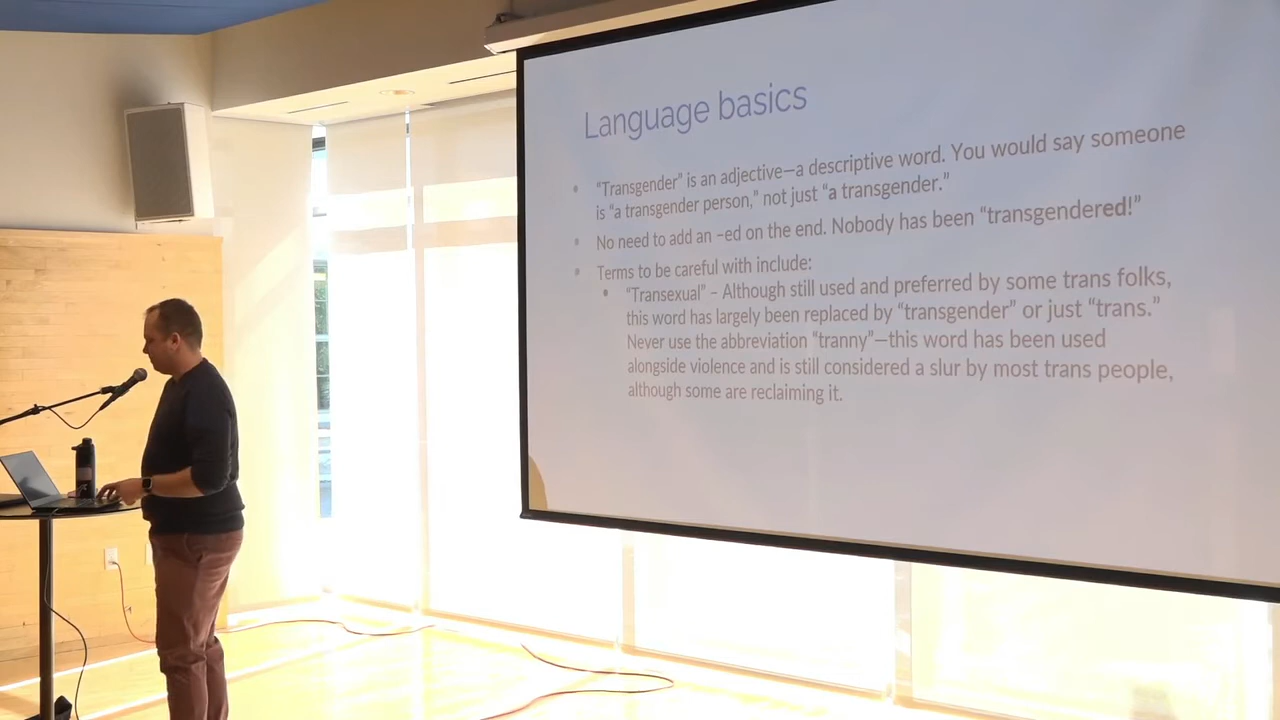 Language basics
“Transgender” is an adjective—a descriptive word. You would say someone
is “a transgender person,” not just “a transgender.”
No need to add an –ed on the end. Nobody has been “transgendered!”
Terms to be careful with include:
“Transexual” – Although still used and preferred by some trans folks,
this word has largely been replaced by “transgender” or just “trans.”
Never use the abbreviation “tranny”—this word has been used
alongside violence and is still considered a slur by most trans people,
although some are reclaiming it.